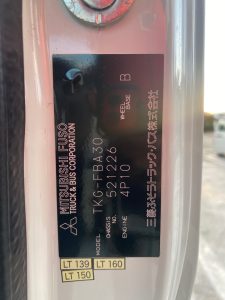 MITSUBISHI FUSO
TRUCK & BUS CORPORATION
MODEL TKG-FBA30
CHASSIS NO. 521226
ENGINE 4P10 WHEEL BASE B
三菱ふそうトラック・バス株式会社
LT 139 LT 160
LT 150